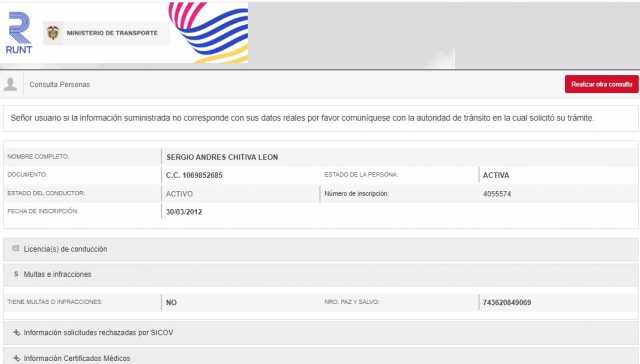 RUNT
MINISTERIO DE TRANSPORTE
Consulta Personas
Realizar otra consulta
Señor usuario si la información suministrada no corresponde con sus datos reales por favor comuníquese con la autoridad de tránsito en la cual solicitó su trámite.
NOMBRE COMPLETO: SERGIO ANDRES CHITIVA LEON
DOCUMENTO: C.C. 1069852685 ESTADO DE LA PERSONA: ACTIVA
ESTADO DEL CONDUCTOR: ACTIVO Número de inscripción: 4055574
FECHA DE INSCRIPCIÓN 30/03/2012
Licencia(s) de conducción
$ Multas e infracciones
TIENE MULTAS O INFRACCIONES: NO NRO. PAZ Y SALVO: 743620849069
Información solicitudes rechazadas por SICOV
Información Certificados Médicos